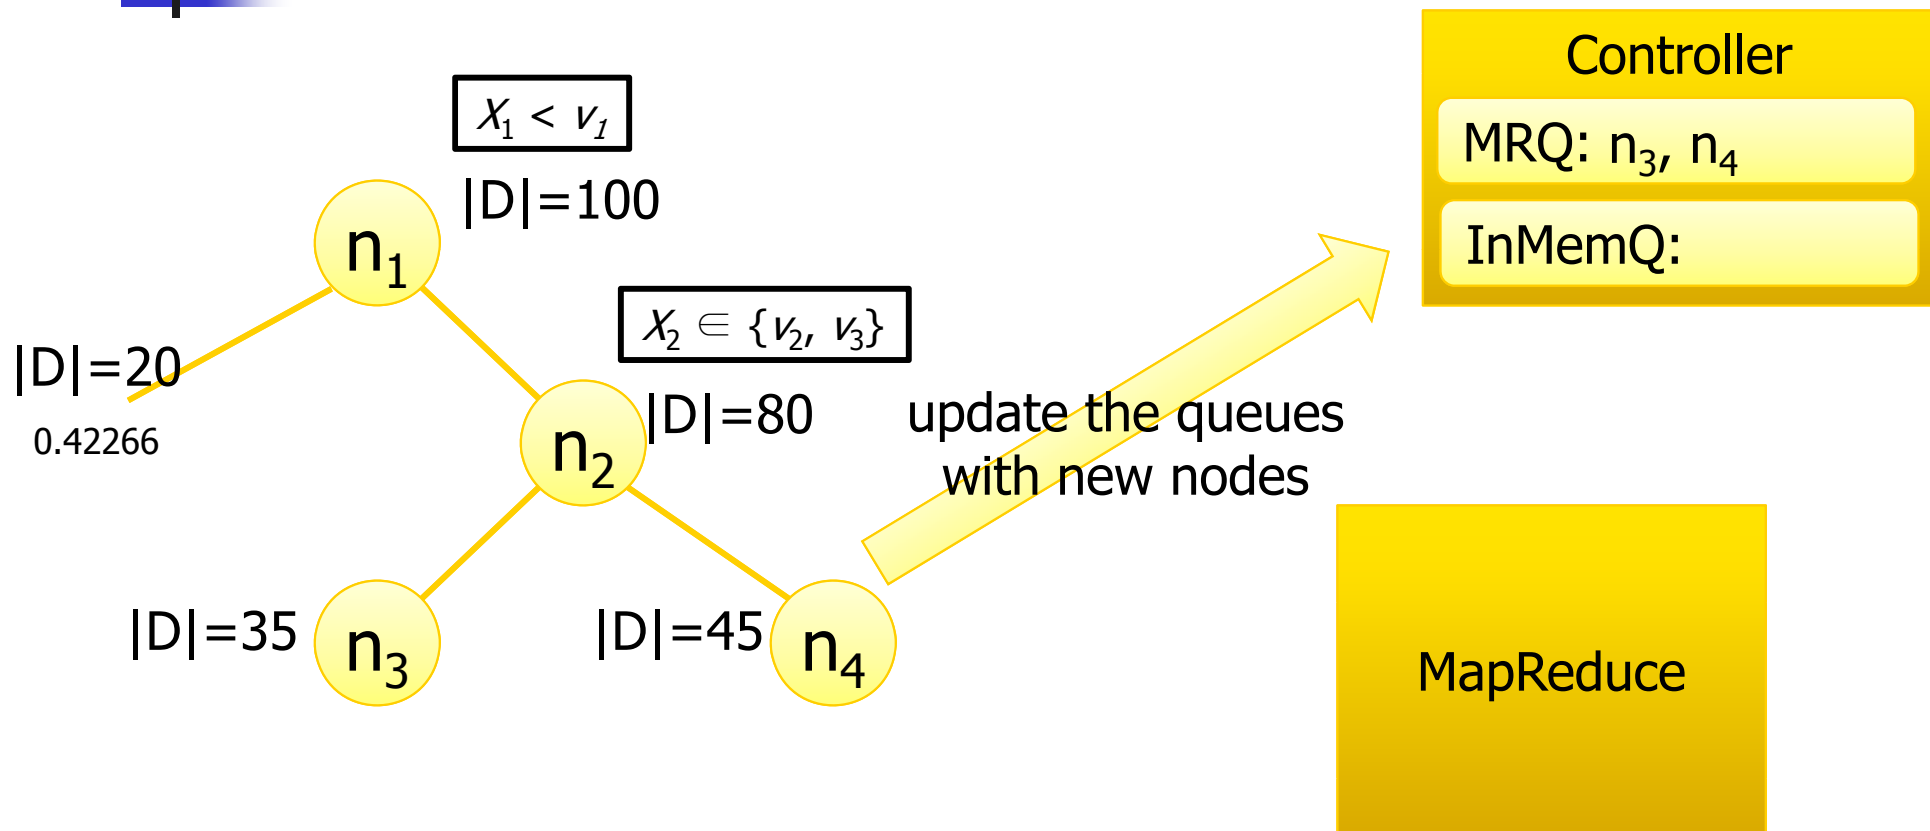 Controller
X₁ < v₁
MRQ: n₃, n₄
|D|=100
n₁
InMemQ:
X₂ ∈ {v₂, v₃}
|D|=20
|D|=80
update the queues
with new nodes
0.42266
n₂
|D|=35
n₃
|D|=45
n₄
MapReduce